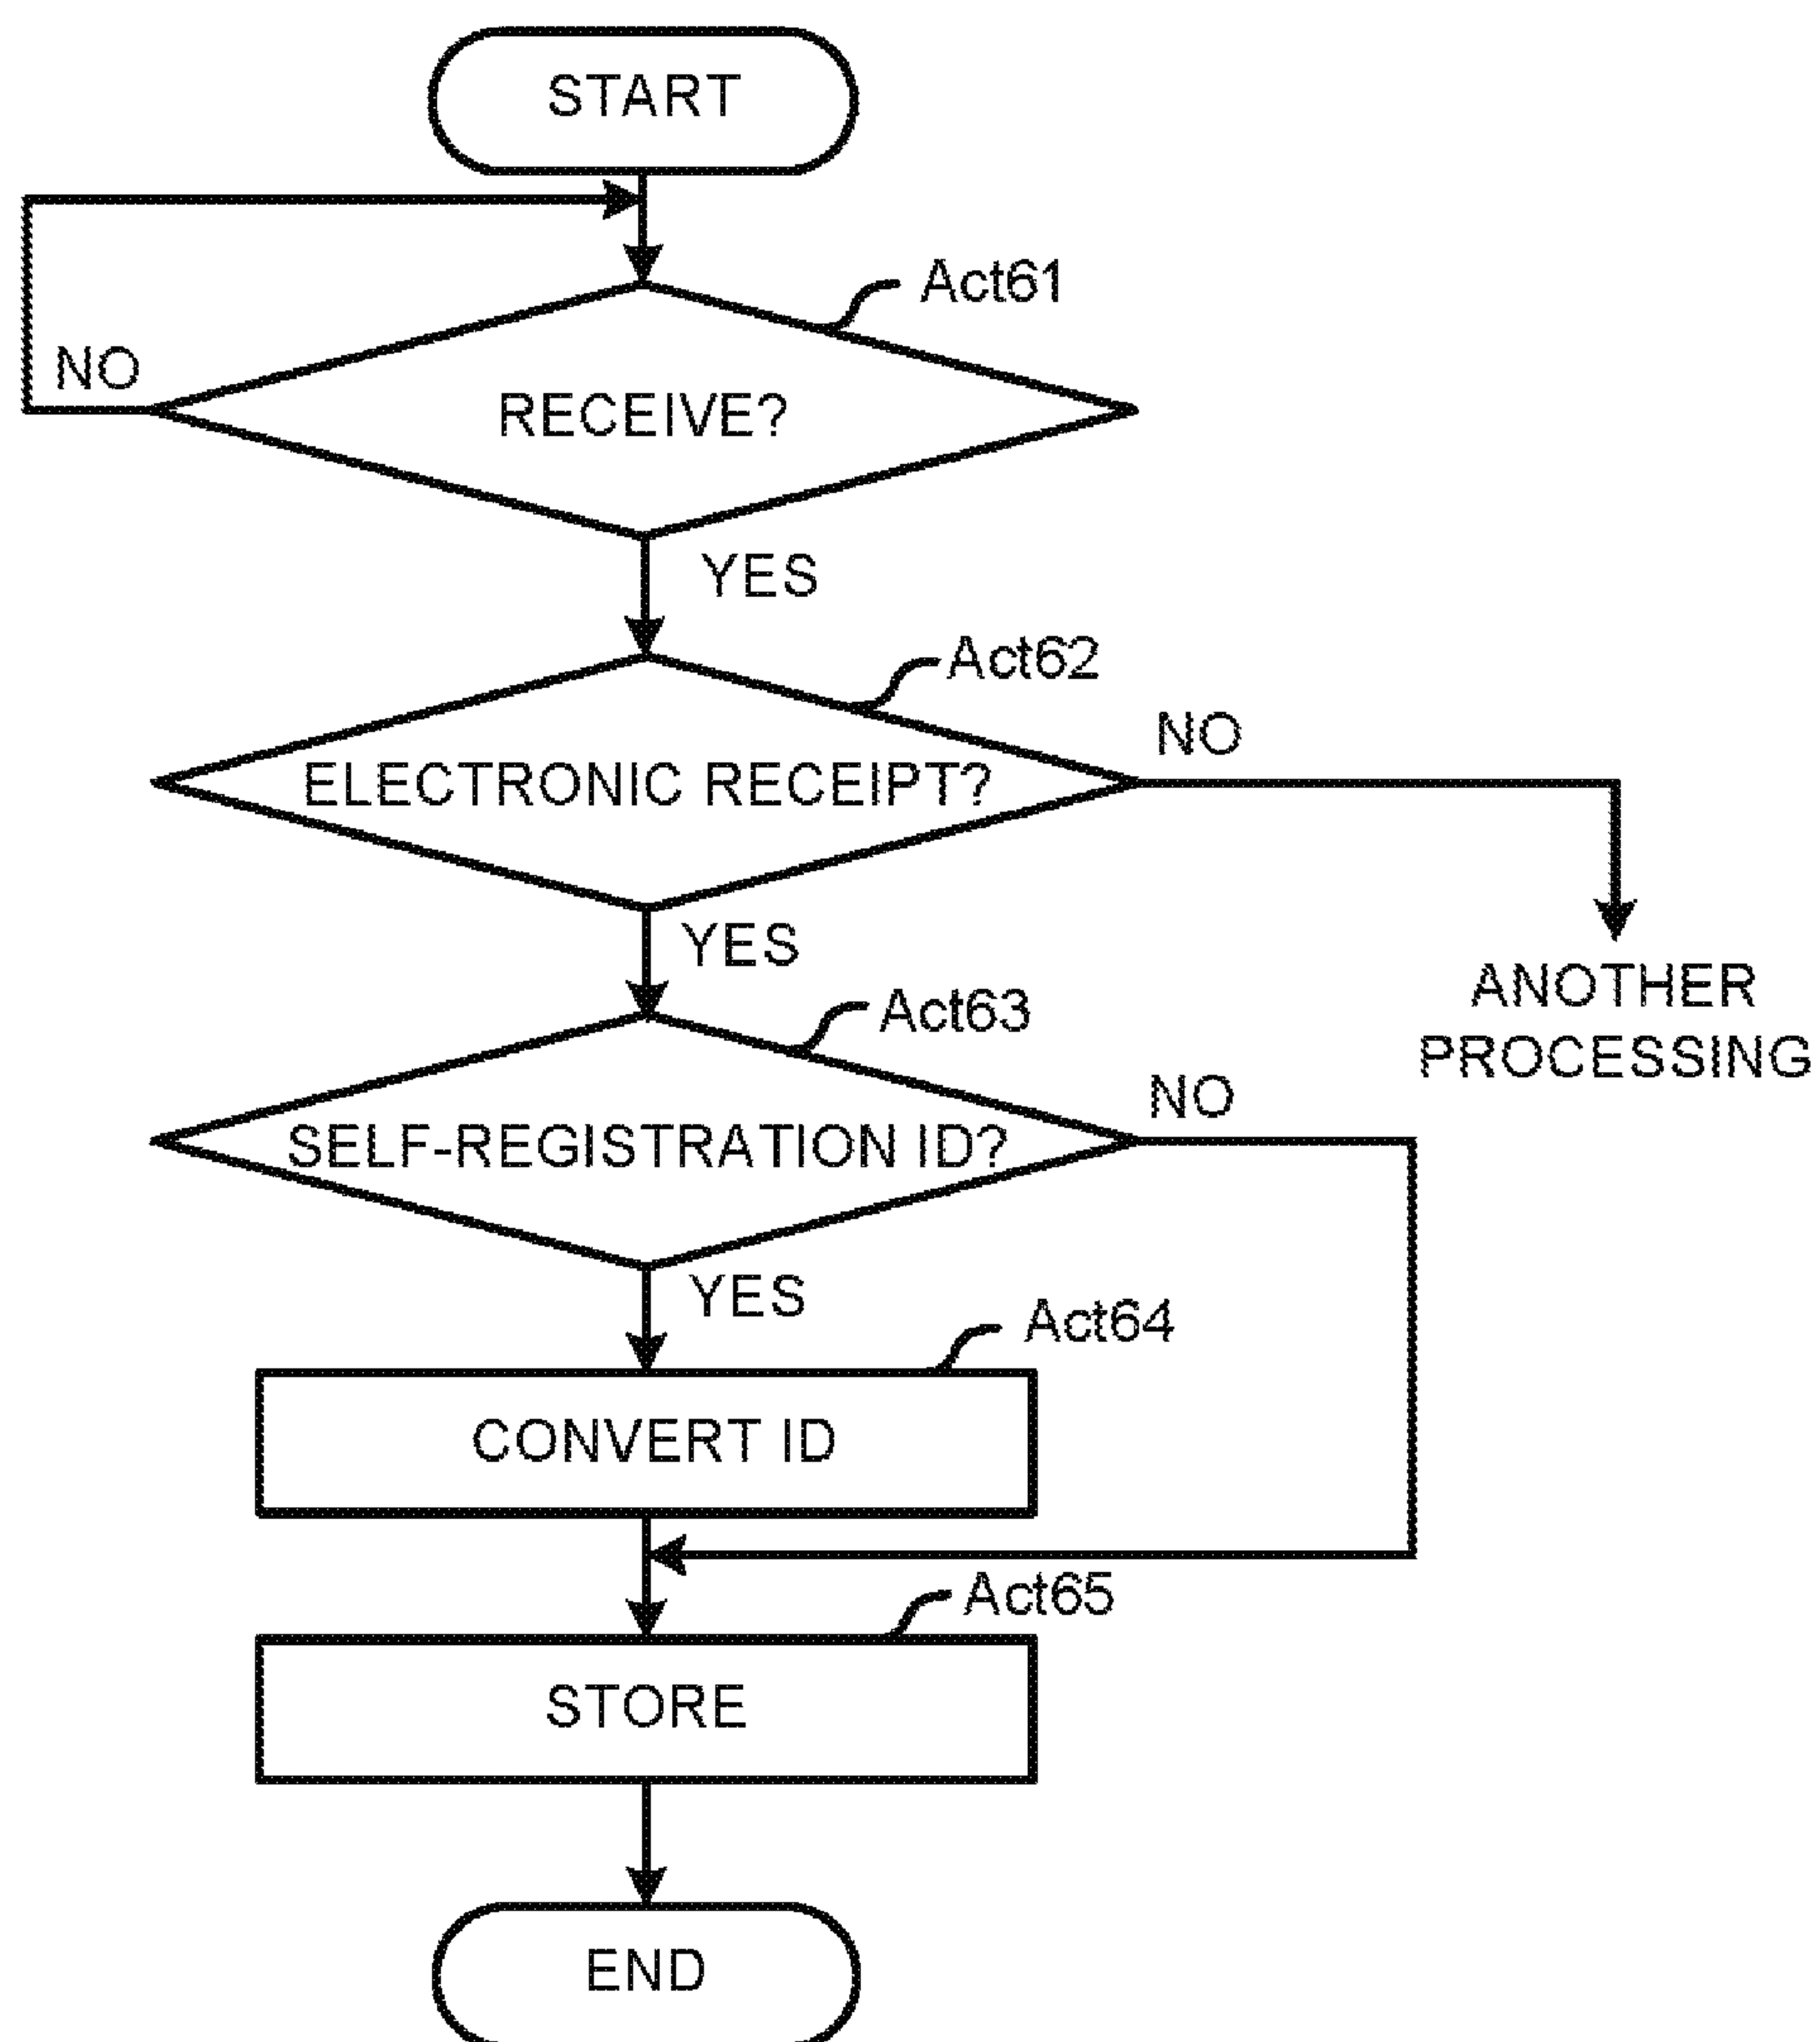 START
Act61
NO
RECEIVE?
YES
Act62
NO
ELECTRONIC RECEIPT?
YES
ANOTHER
PROCESSING
Act63
NO
SELF-REGISTRATION ID?
YES
Act64
CONVERT ID
Act65
STORE
END